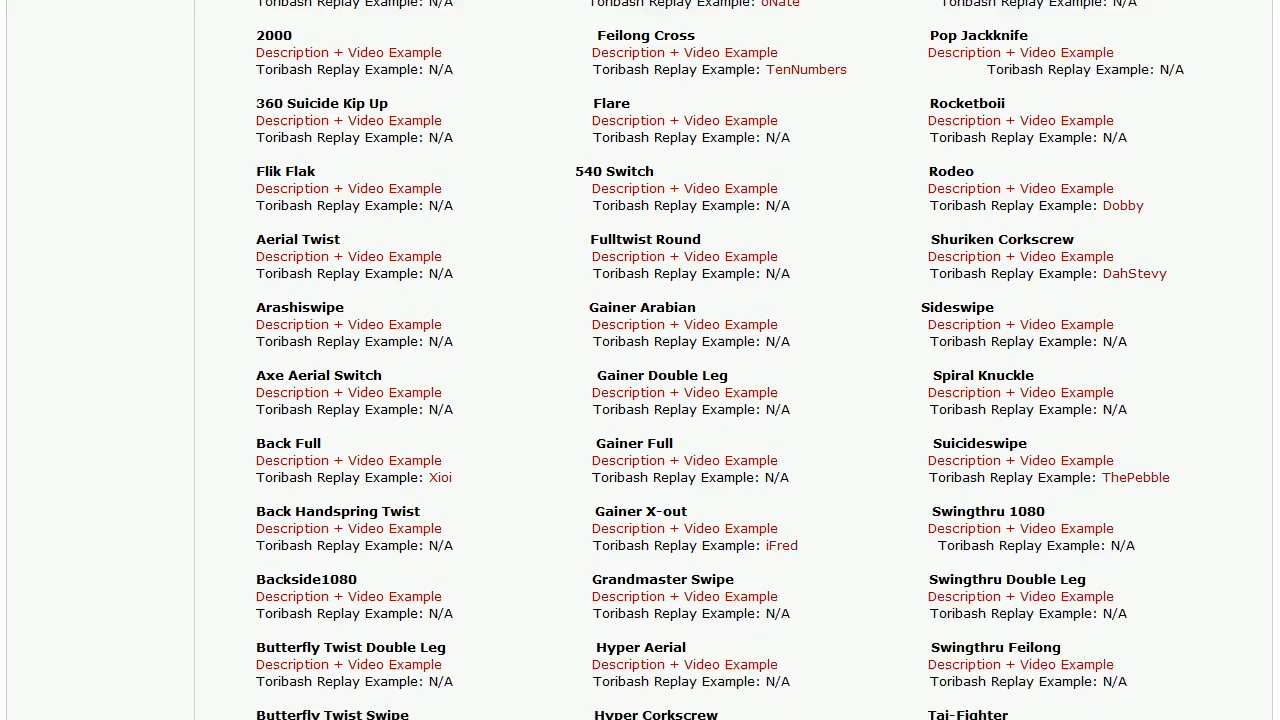 Toribash Replay Example: N/A Toribash Replay Example: oNate Toribash Replay Example: N/A
2000 Feilong Cross Pop Jackknife
Description + Video Example Description + Video Example Description + Video Example
Toribash Replay Example: N/A Toribash Replay Example: TenNumbers Toribash Replay Example: N/A
360 Suicide Kip Up Flare Rocketboii
Description + Video Example Description + Video Example Description + Video Example
Toribash Replay Example: N/A Toribash Replay Example: N/A Toribash Replay Example: N/A
Flik Flak 540 Switch Rodeo
Description + Video Example Description + Video Example Description + Video Example
Toribash Replay Example: N/A Toribash Replay Example: N/A Toribash Replay Example: Dobby
Aerial Twist Fulltwist Round Shuriken Corkscrew
Description + Video Example Description + Video Example Description + Video Example
Toribash Replay Example: N/A Toribash Replay Example: N/A Toribash Replay Example: DahStevy
Arashiswipe Gainer Arabian Sideswipe
Description + Video Example Description + Video Example Description + Video Example
Toribash Replay Example: N/A Toribash Replay Example: N/A Toribash Replay Example: N/A
Axe Aerial Switch Gainer Double Leg Spiral Knuckle
Description + Video Example Description + Video Example Description + Video Example
Toribash Replay Example: N/A Toribash Replay Example: N/A Toribash Replay Example: N/A
Back Full Gainer Full Suicideswipe
Description + Video Example Description + Video Example Description + Video Example
Toribash Replay Example: Xioi Toribash Replay Example: N/A Toribash Replay Example: ThePebble
Back Handspring Twist Gainer X-out Swingthru 1080
Description + Video Example Description + Video Example Description + Video Example
Toribash Replay Example: N/A Toribash Replay Example: iFred Toribash Replay Example: N/A
Backside1080 Grandmaster Swipe Swingthru Double Leg
Description + Video Example Description + Video Example Description + Video Example
Toribash Replay Example: N/A Toribash Replay Example: N/A Toribash Replay Example: N/A
Butterfly Twist Double Leg Hyper Aerial Swingthru Feilong
Description + Video Example Description + Video Example Description + Video Example
Toribash Replay Example: N/A Toribash Replay Example: N/A Toribash Replay Example: N/A
Butterfly Twist Swipe Hyper Corkscrew Tai-Fighter